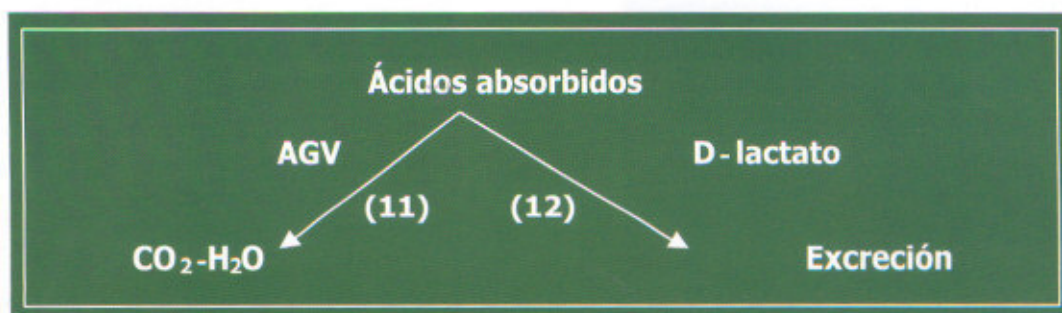 Ácidos absorbidos
AGV D-lactato
(11) (12)
CO₂-H₂O Excreción